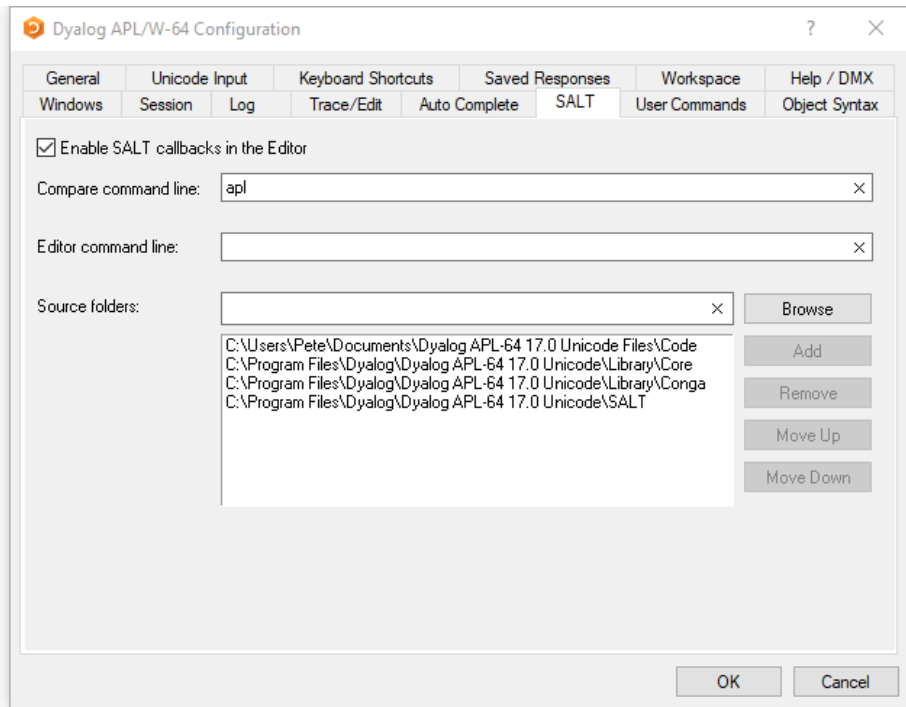 Dyalog APL/W-64 Configuration
General Unicode Input Keyboard Shortcuts Saved Responses Workspace Help / DMX
Windows Session Log Trace/Edit Auto Complete SALT User Commands Object Syntax
Enable SALT callbacks in the Editor
Compare command line: apl
Editor command line:
Source folders: Browse
C:\Users\Pete\Documents\Dyalog APL-64 17.0 Unicode Files\Code
C:\Program Files\Dyalog\Dyalog APL-64 17.0 Unicode\Library\Core
C:\Program Files\Dyalog\Dyalog APL-64 17.0 Unicode\Library\Conga
C:\Program Files\Dyalog\Dyalog APL-64 17.0 Unicode\SALT
Add
Remove
Move Up
Move Down
OK Cancel